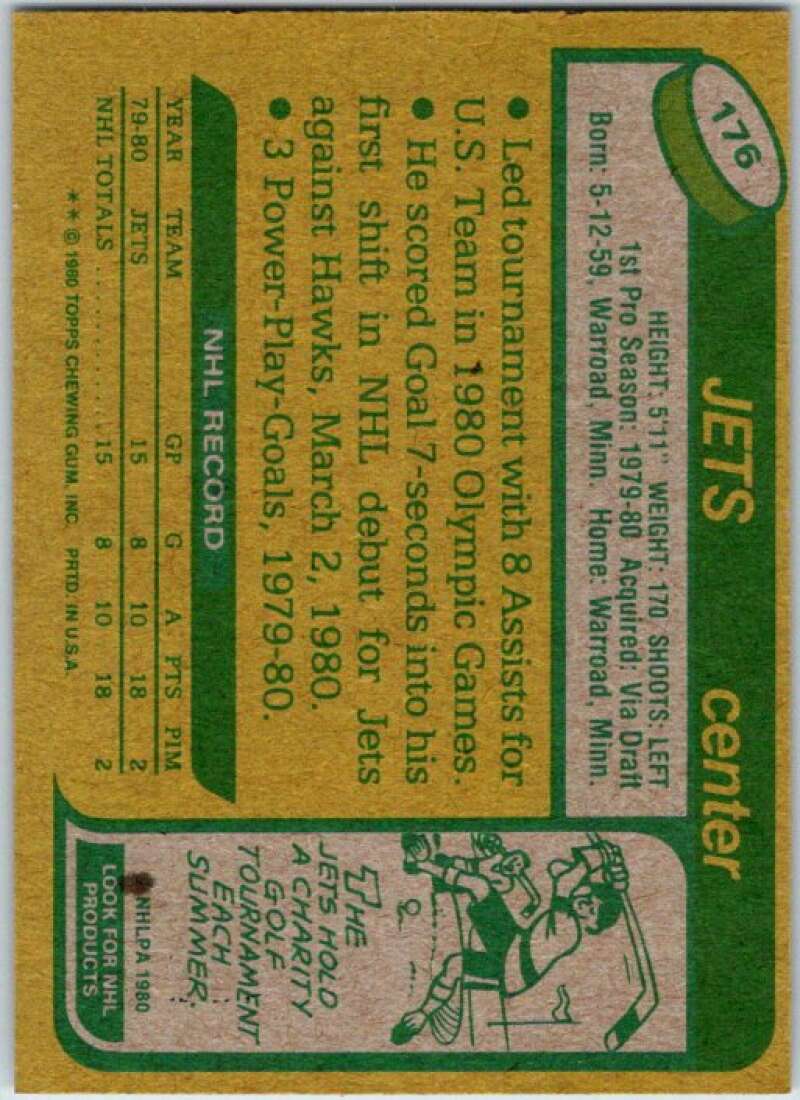 176
JETS center
HEIGHT: 5'11" WEIGHT: 170 SHOOTS: LEFT
1st Pro Season: 1979-80 Acquired: Via Draft
Born: 5-12-59, Warroad, Minn. Home: Warroad, Minn.
● Led tournament with 8 Assists for
U.S. Team in 1980 Olympic Games.
● He scored Goal 7-seconds into his
first shift in NHL debut for Jets
against Hawks, March 2, 1980.
● 3 Power-Play-Goals, 1979-80.
NHL RECORD
YEAR TEAM GP G A PTS PIM
79-80 JETS 15 8 10 18 2
NHL TOTALS 15 8 10 18 2
** © 1980 TOPPS CHEWING GUM, INC. PRTD. IN U.S.A.
THE
JETS HOLD
A CHARITY
GOLF
TOURNAMENT
EACH
SUMMER.
NHLPA 1980
LOOK FOR NHL
PRODUCTS